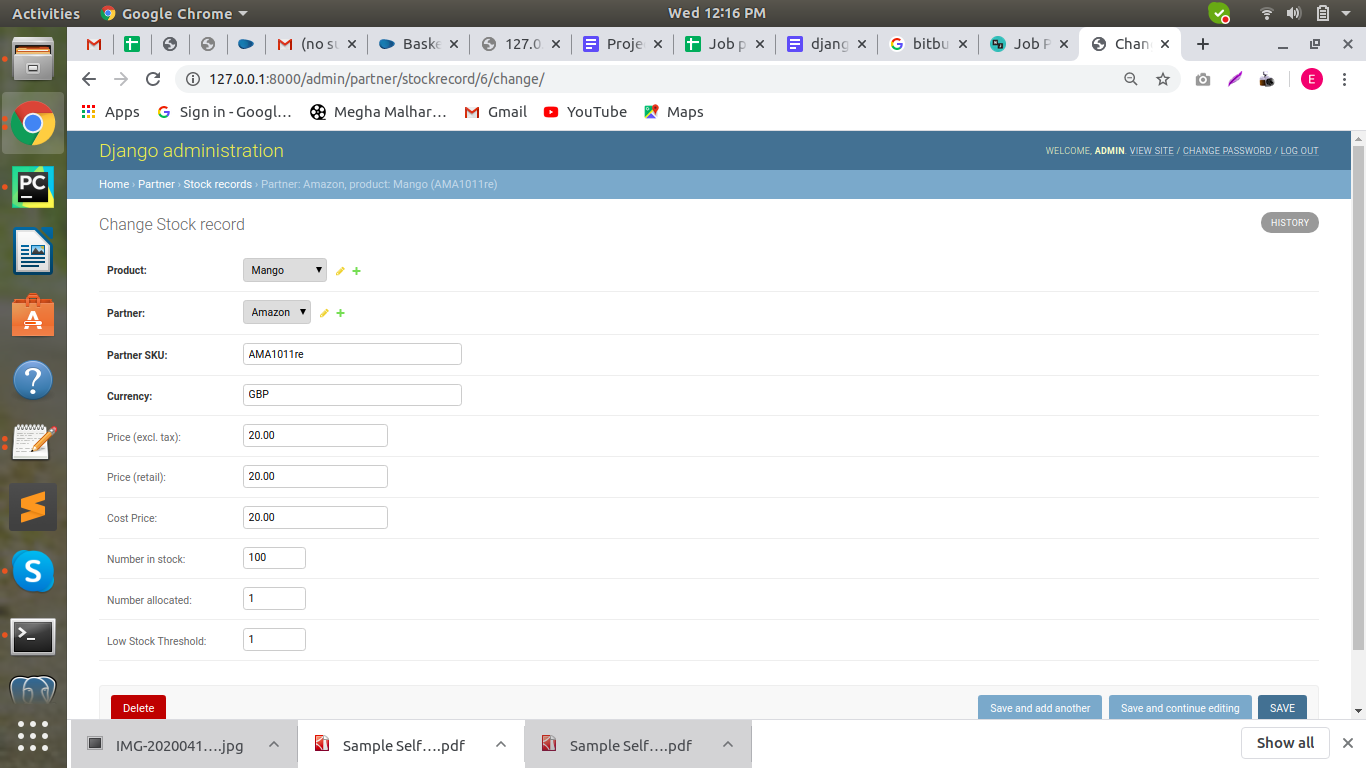 Activities Google Chrome Wed 12:16 PM
(no su Baske 127.0. Proje Job p djang bitbu Job P Chan
127.0.0.1:8000/admin/partner/stockrecord/6/change/ E
Apps Sign in - Googl... Megha Malhar... Gmail YouTube Maps
Django administration WELCOME, ADMIN. VIEW SITE / CHANGE PASSWORD / LOG OUT
Home › Partner › Stock records › Partner: Amazon, product: Mango (AMA1011re)
Change Stock record HISTORY
Product: Mango
Partner: Amazon
Partner SKU: AMA1011re
Currency: GBP
Price (excl. tax): 20.00
Price (retail): 20.00
Cost Price: 20.00
Number in stock: 100
Number allocated: 1
Low Stock Threshold: 1
Delete Save and add another Save and continue editing SAVE
IMG-2020041....jpg Sample Self....pdf Sample Self....pdf Show all